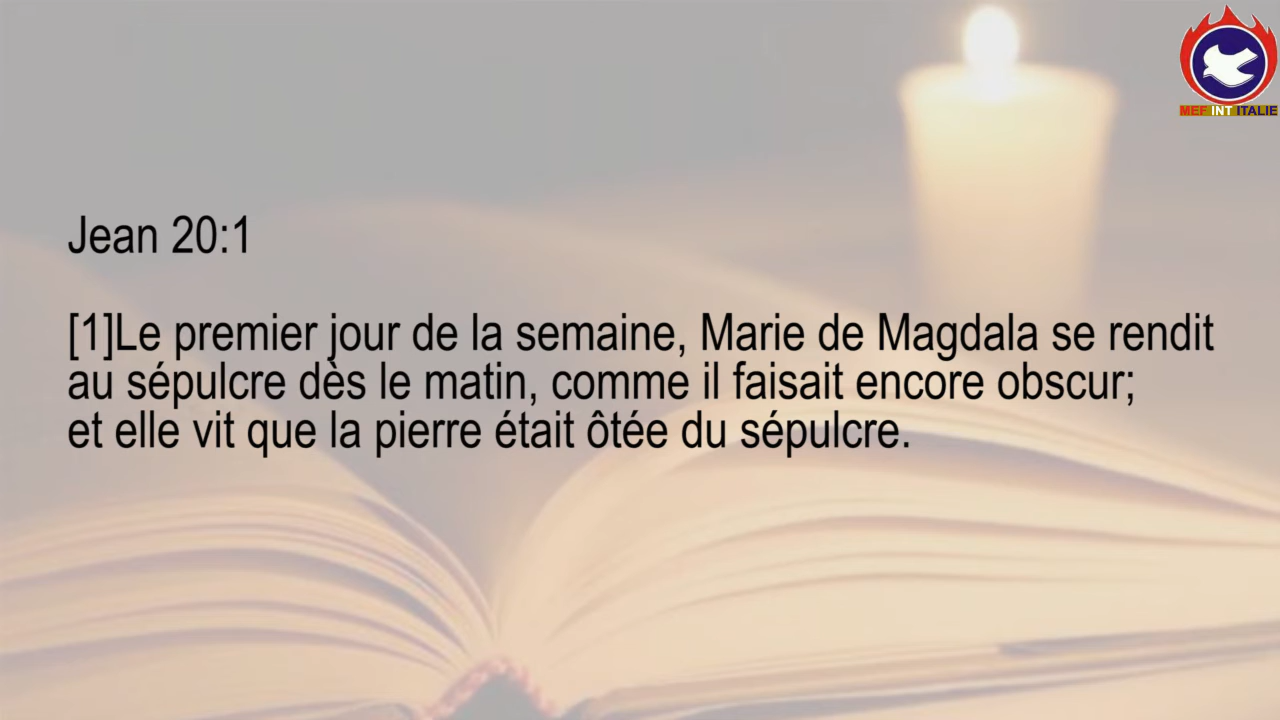 MEF INT ITALIE
Jean 20:1
[1]Le premier jour de la semaine, Marie de Magdala se rendit
au sépulcre dès le matin, comme il faisait encore obscur;
et elle vit que la pierre était ôtée du sépulcre.